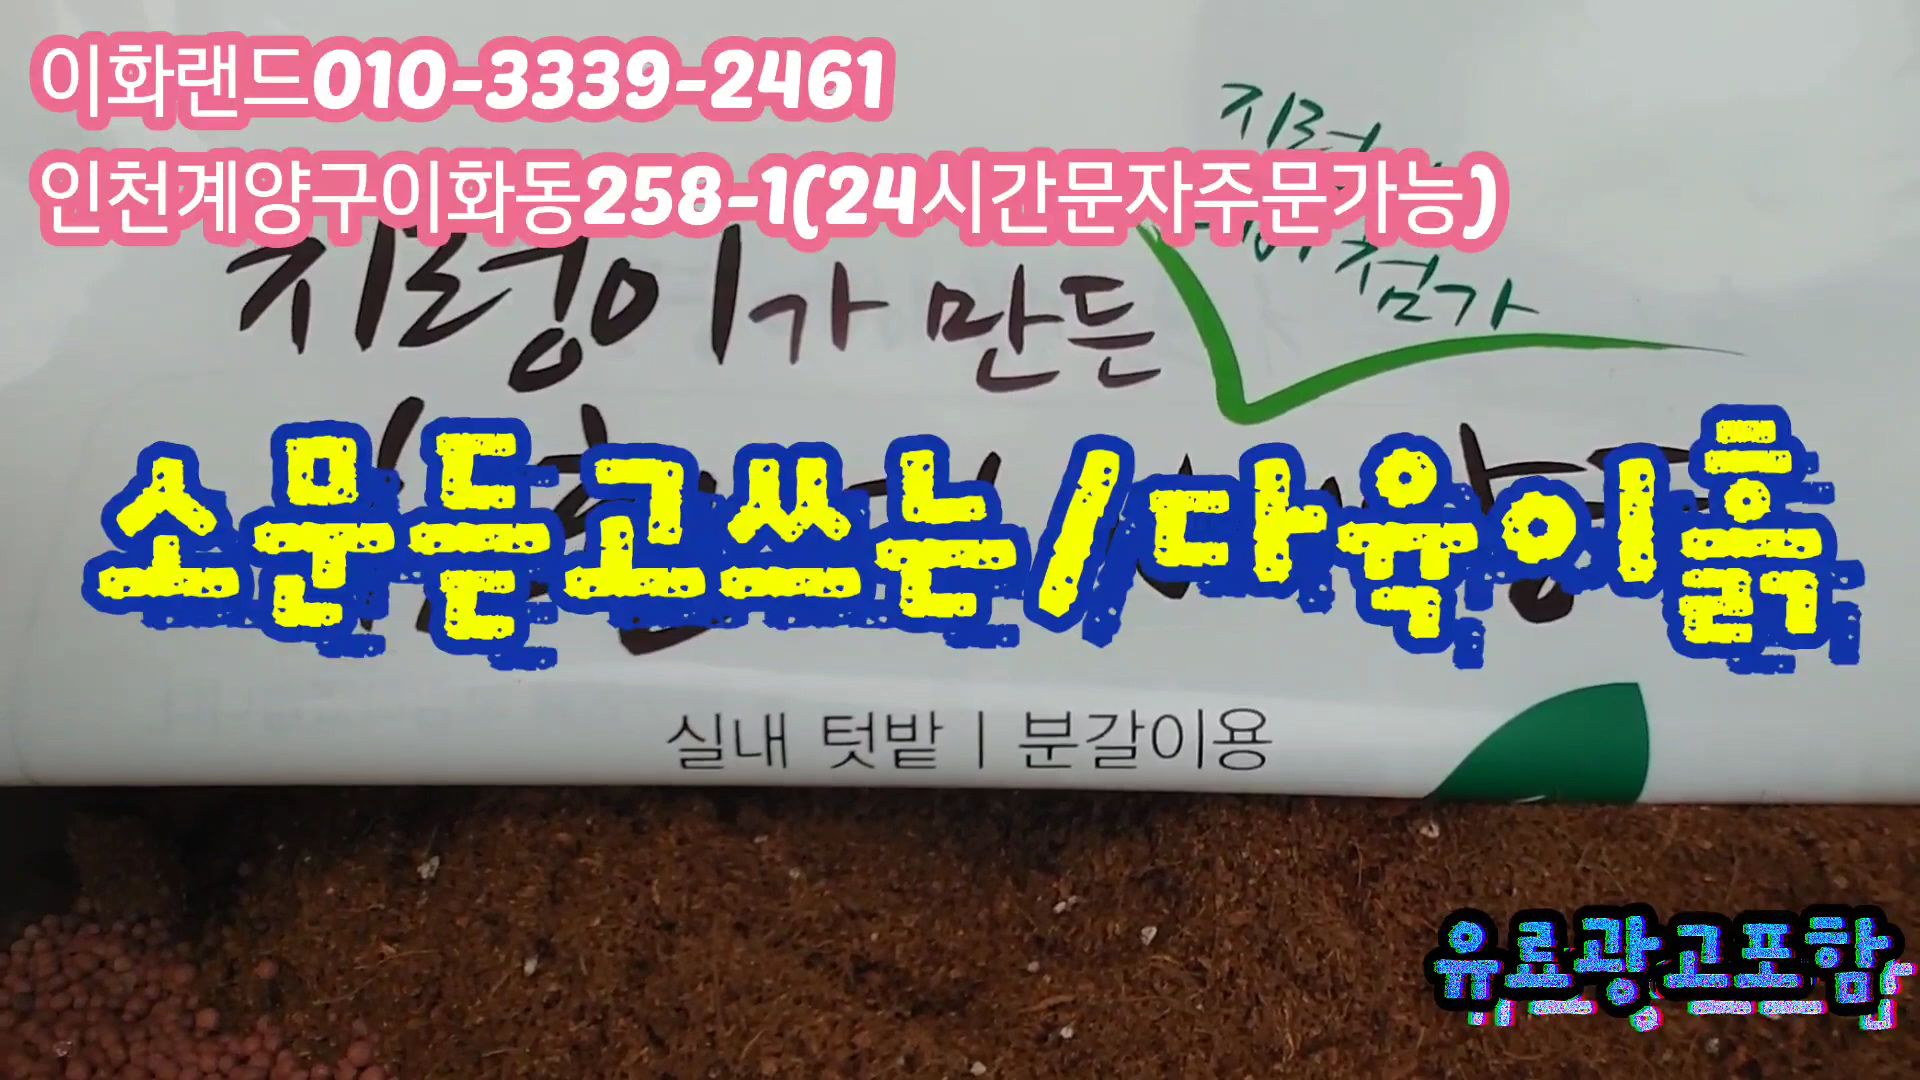 이화랜드010-3339-2461
인천계양구이화동258-1(24시간문자주문가능)
첨가
지렁이가 만든
소문듣고쓰는/다육이흙
실내 텃밭 | 분갈이용
유료광고포함